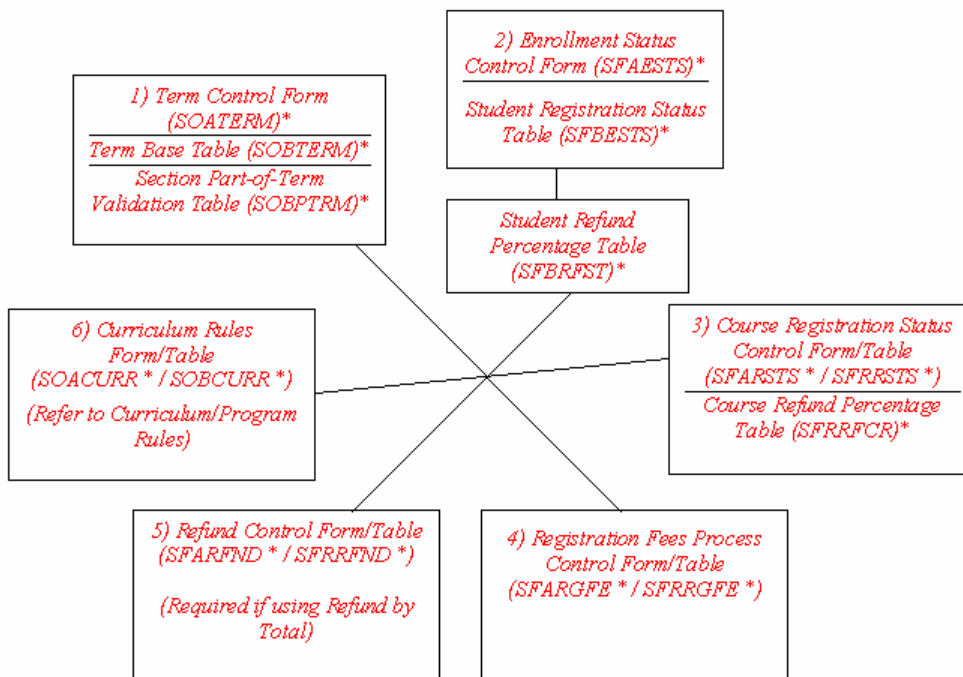 1) Term Control Form
(SOATERM)*
Term Base Table (SOBTERM)*
Section Part-of-Term
Validation Table (SOBPTRM)*
2) Enrollment Status
Control Form (SFAESTS)*
Student Registration Status
Table (SFBESTS)*
Student Refund
Percentage Table
(SFBRFST)*
6) Curriculum Rules
Form/Table
(SOACURR * / SOBCURR *)
(Refer to Curriculum/Program
Rules)
3) Course Registration Status
Control Form/Table
(SFARSTS * / SFRRSTS *)
Course Refund Percentage
Table (SFRRFCR)*
5) Refund Control Form/Table
(SFARFND * / SFRRFND *)
(Required if using Refund by
Total)
4) Registration Fees Process
Control Form/Table
(SFARGFE * / SFRRGFE *)